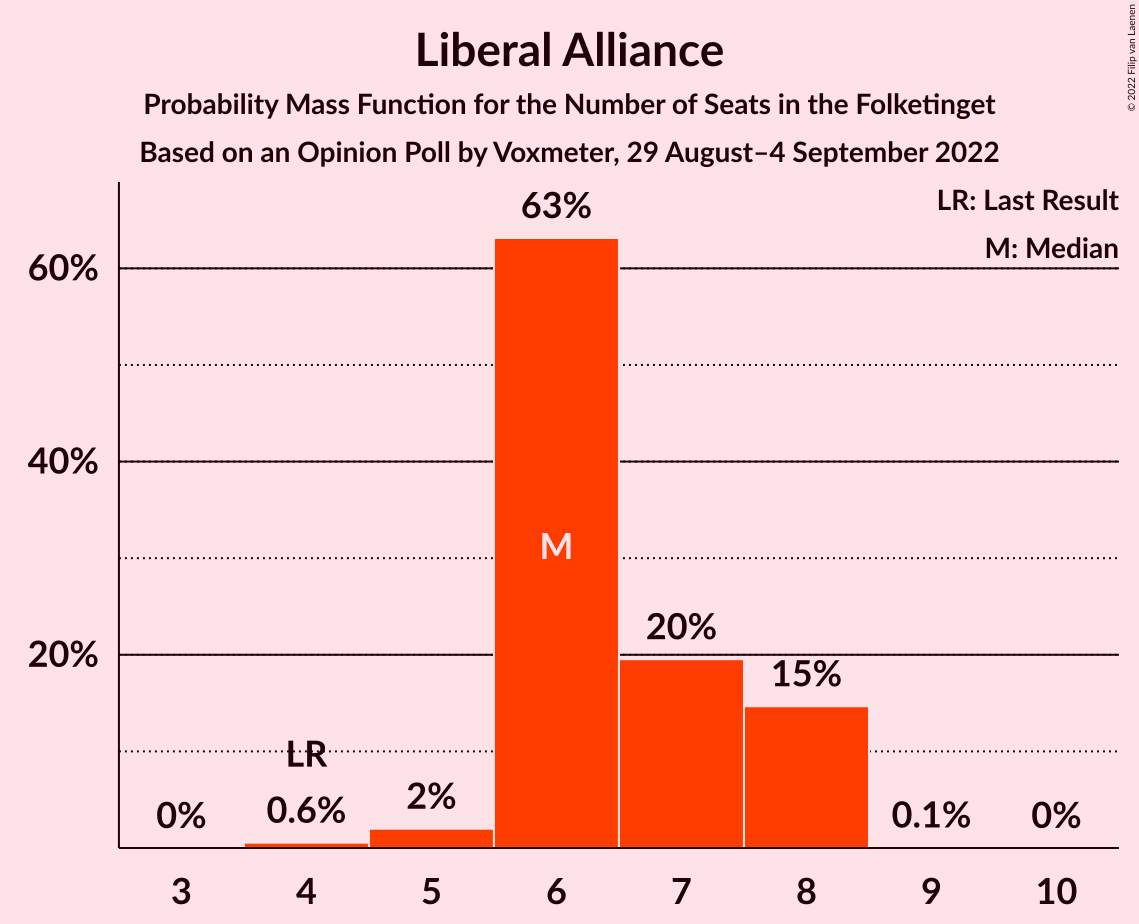 Liberal Alliance
Probability Mass Function for the Number of Seats in the Folketinget
Based on an Opinion Poll by Voxmeter, 29 August–4 September 2022
© 2022 Filip van Laenen
LR: Last Result
M: Median
60%
40%
20%
0%
LR
0.6%
2%
63%
M
20%
15%
0.1%
0%
3 4 5 6 7 8 9 10